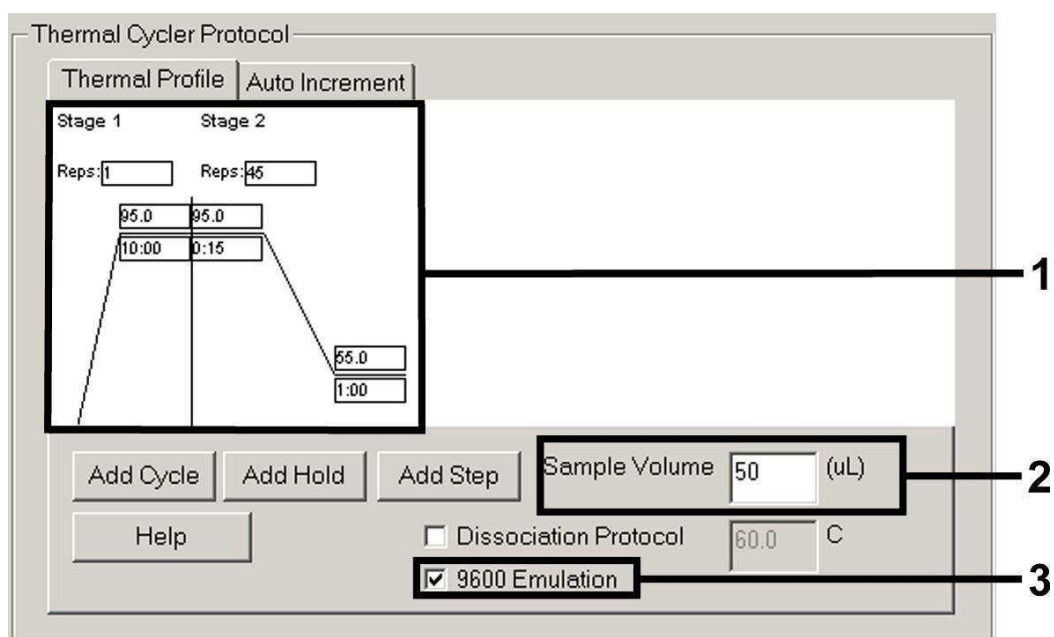 Thermal Cycler Protocol
Thermal Profile Auto Increment
Stage 1 Stage 2
Reps: 1 Reps: 45
95.0 95.0
10:00 0:15
55.0
1:00
1
Add Cycle Add Hold Add Step Sample Volume 50 (uL)
2
Help Dissociation Protocol 60.0 C
9600 Emulation
3